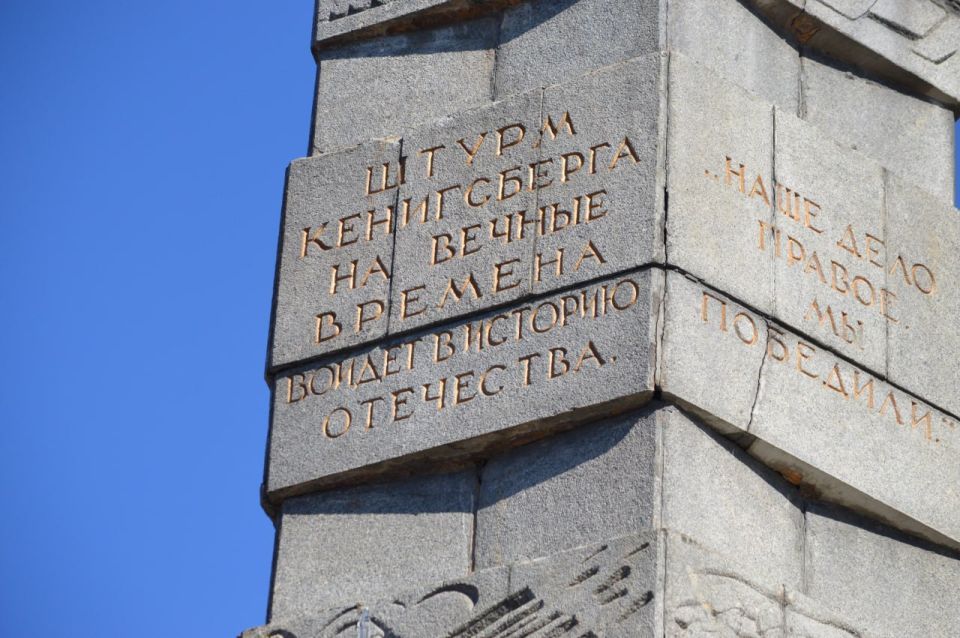 ШТУРМ
КЕНИГСБЕРГА
НА ВЕЧНЫЕ
ВРЕМЕНА
ВОЙДЕТ В ИСТОРИЮ
ОТЕЧЕСТВА.
„НАШЕ ДЕЛО
ПРАВОЕ.
МЫ
ПОБЕДИЛИ."